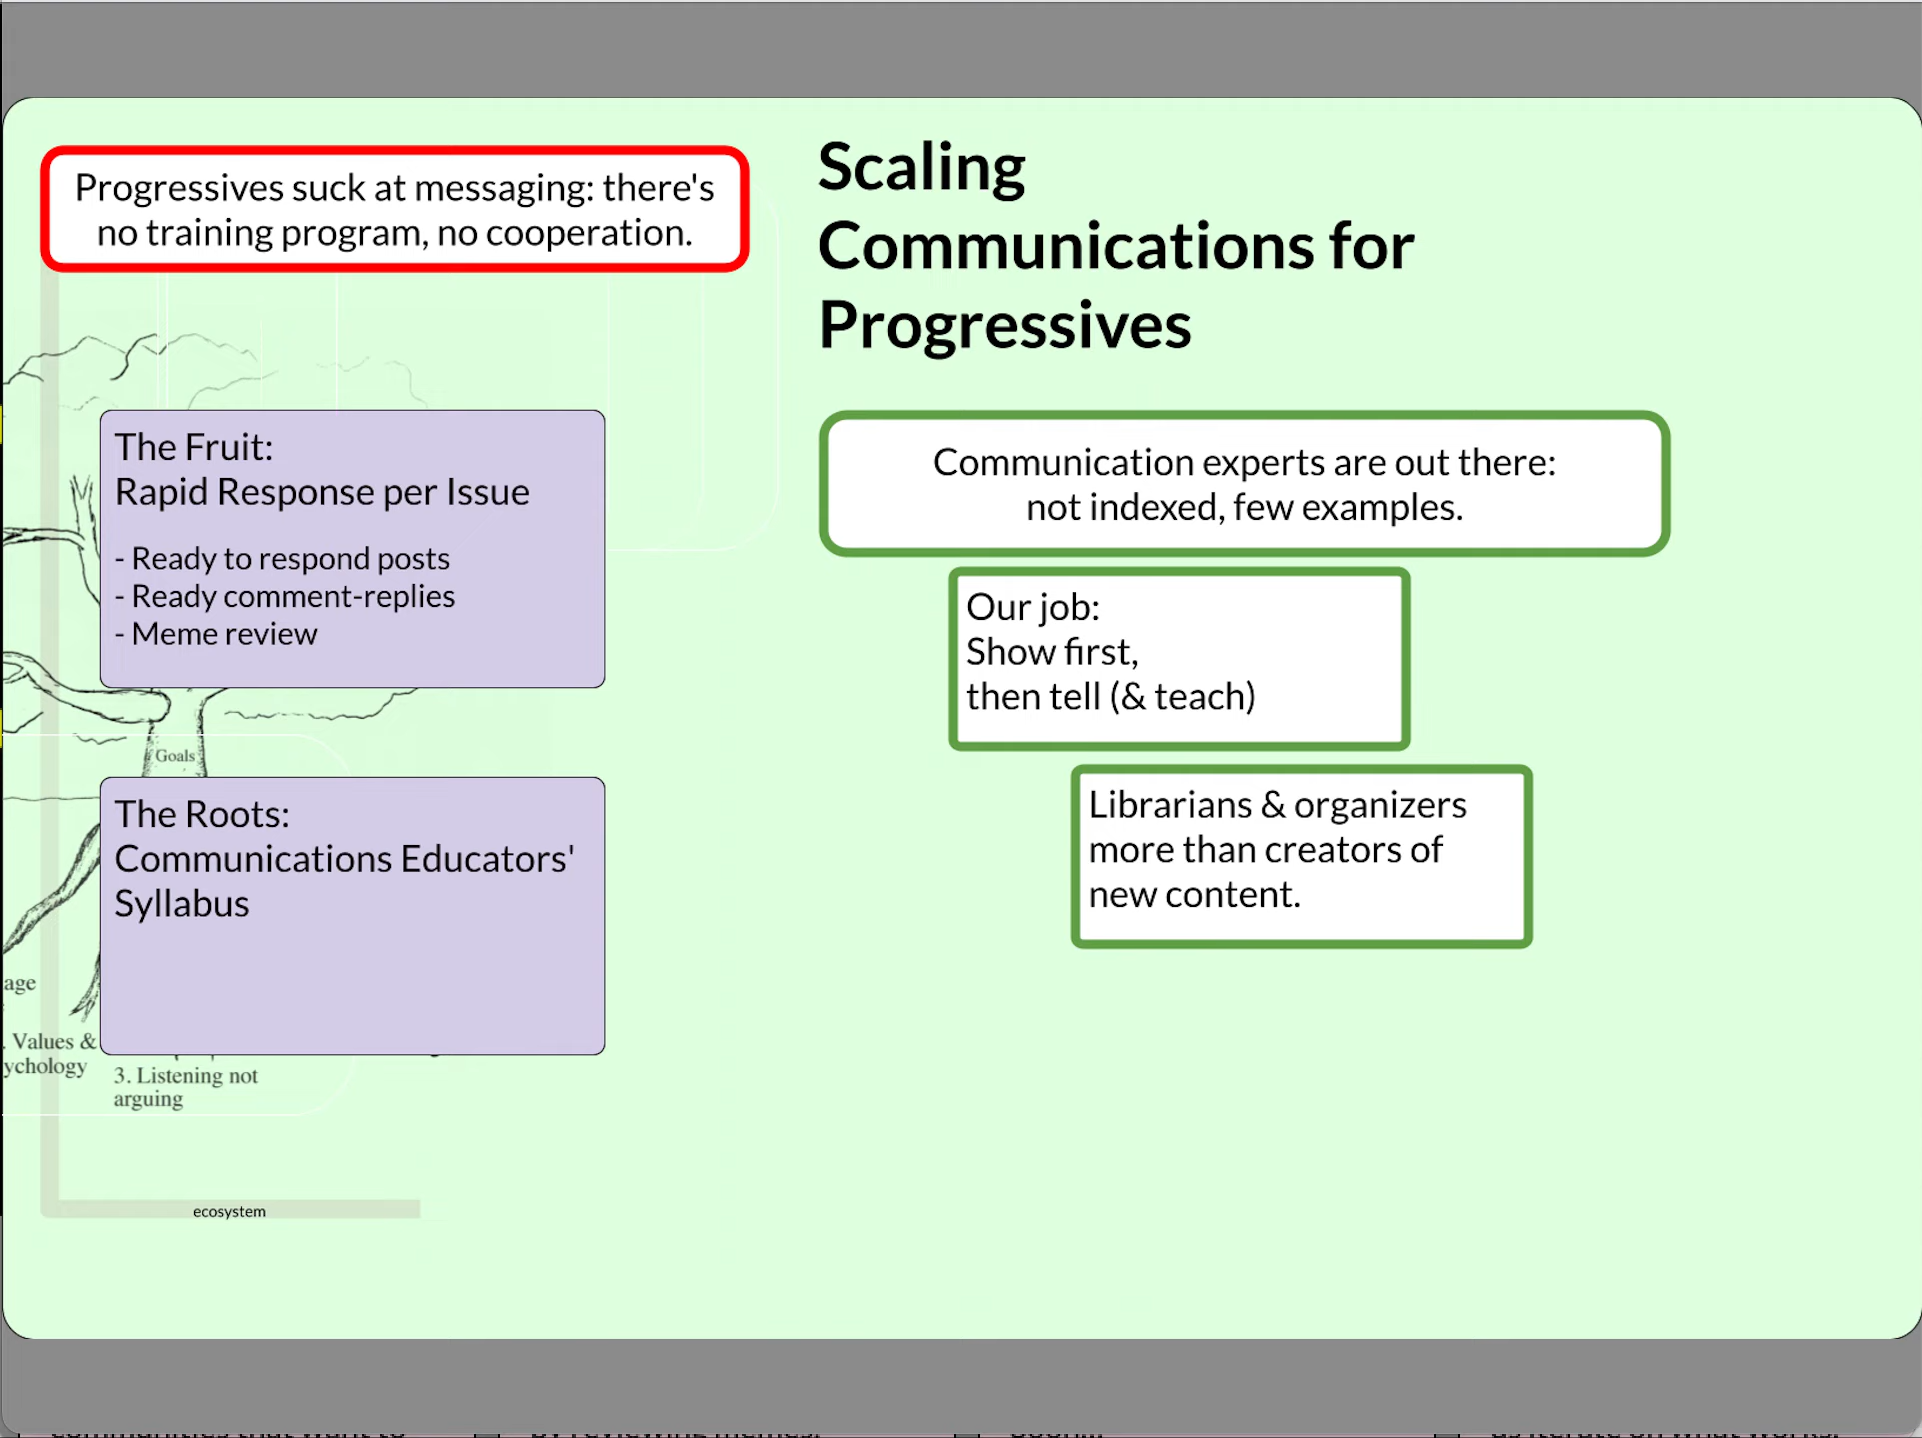 Progressives suck at messaging: there's
no training program, no cooperation.
Scaling
Communications for
Progressives
The Fruit:
Rapid Response per Issue
- Ready to respond posts
- Ready comment-replies
- Meme review
Communication experts are out there:
not indexed, few examples.
Our job:
Show first,
then tell (& teach)
Goals
The Roots:
Communications Educators'
Syllabus
Librarians & organizers
more than creators of
new content.
. Values &
3. Listening not
arguing
ecosystem